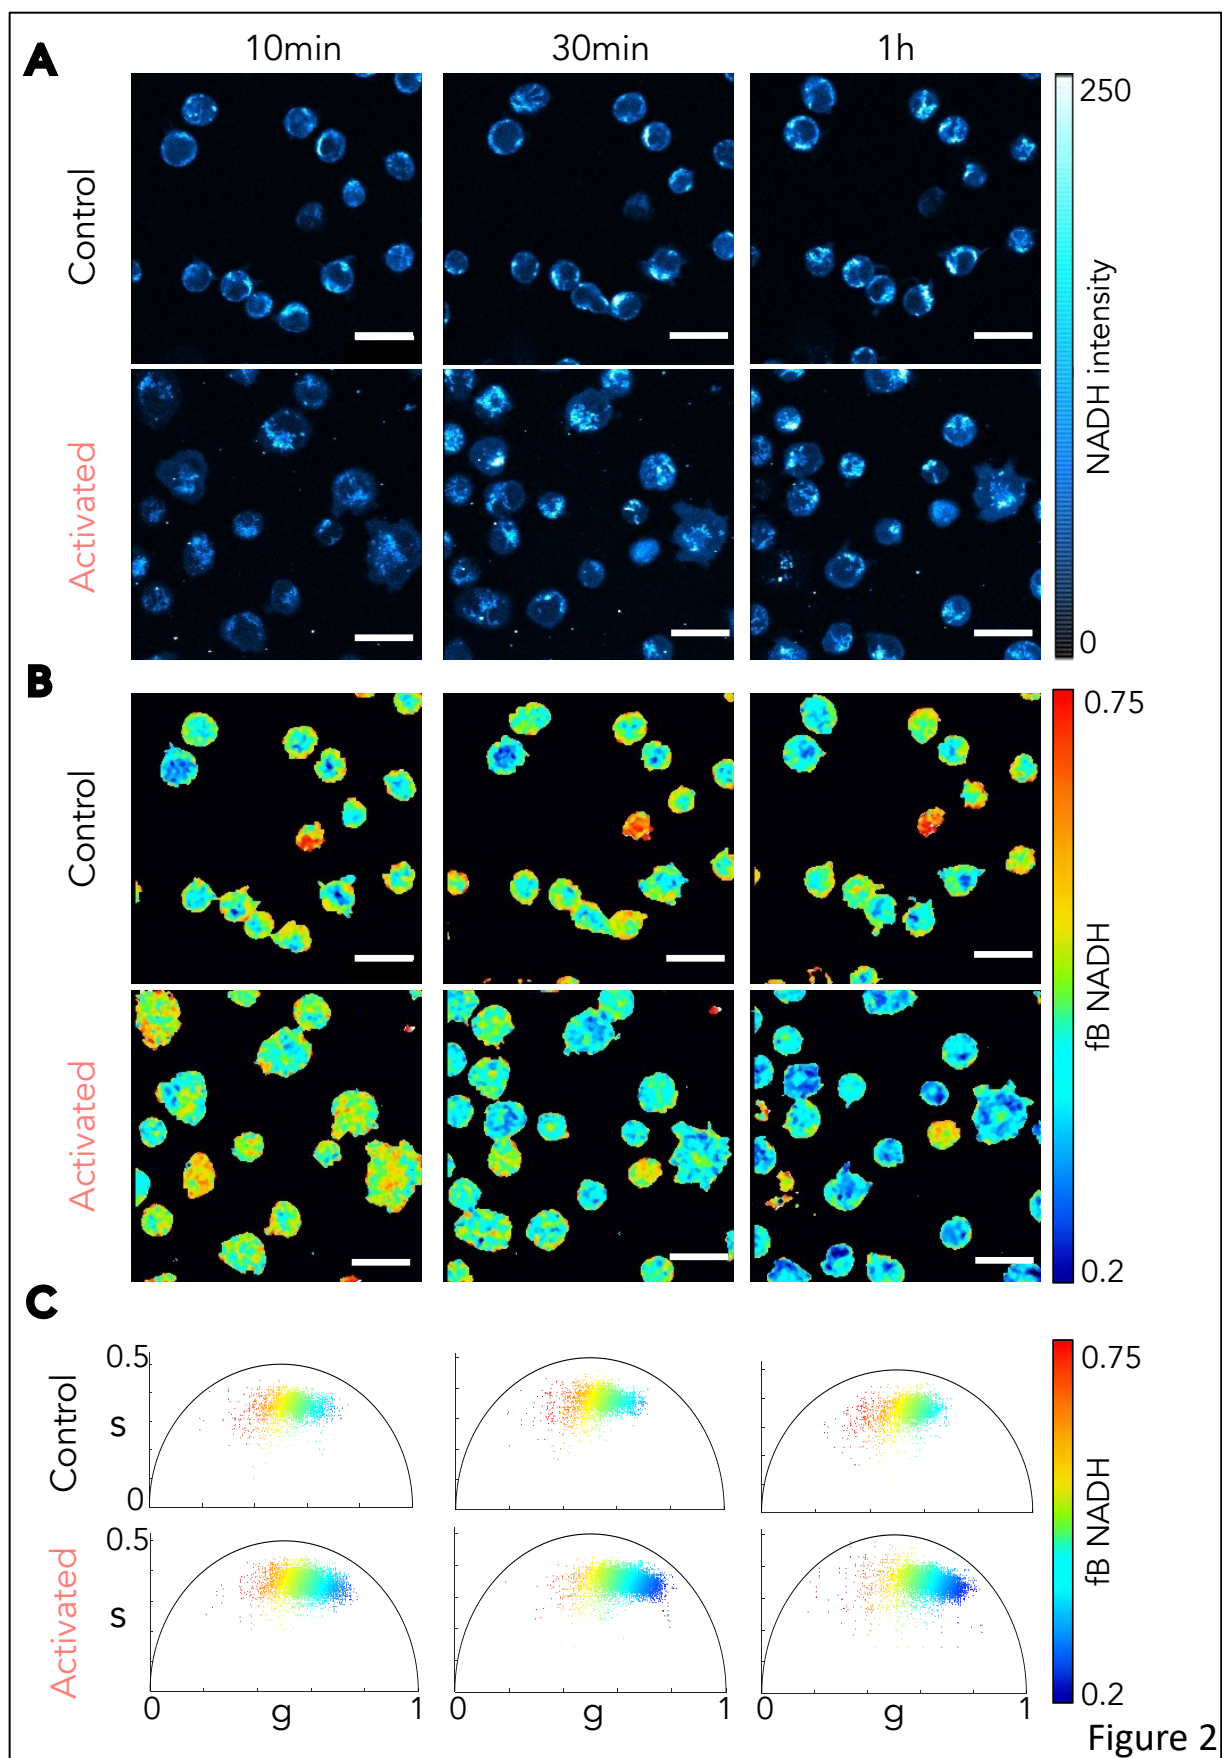 A
10min
30min
1h
Control
Activated
250
NADH intensity
0
B
Control
Activated
0.75
fB NADH
0.2
C
Control
0.5
s
0
Activated
0.5
s
0
g
1
0
g
1
0
g
1
0.75
fB NADH
0.2
Figure 2